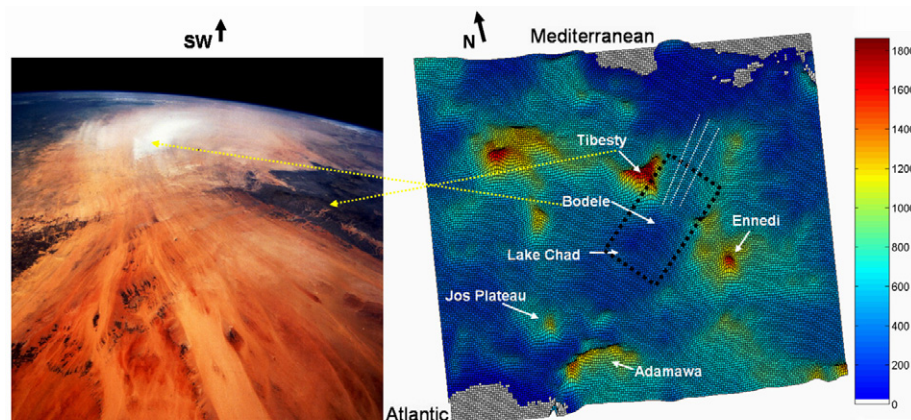 SW
N
Mediterranean
Tibesty
Bodele
Ennedi
Lake Chad
Jos Plateau
Adamawa
Atlantic
1800
1600
1400
1200
1000
800
600
400
200
0